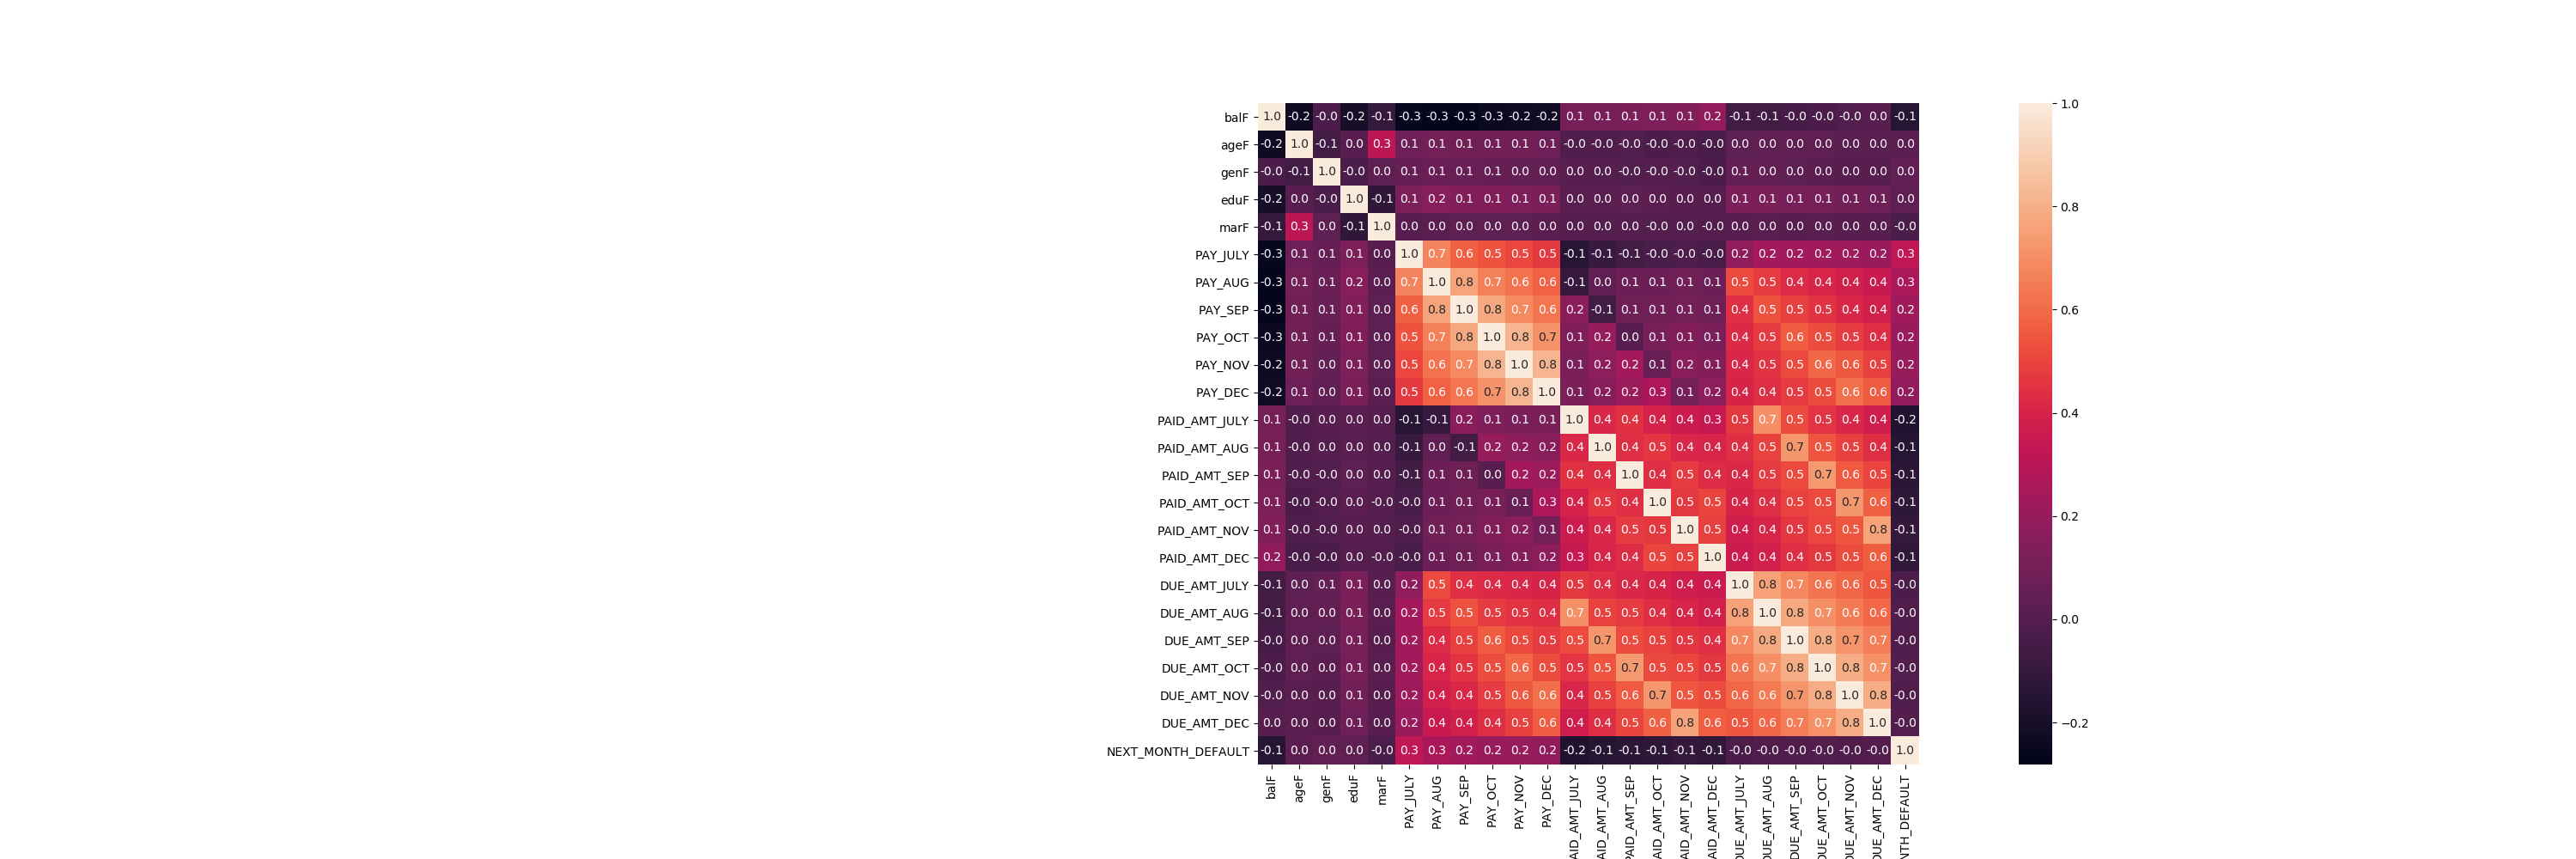 balF 1.0 -0.2 -0.0 -0.2 -0.1 -0.3 -0.3 -0.3 -0.3 -0.2 -0.2 0.1 0.1 0.1 0.1 0.1 0.2 -0.1 -0.1 -0.0 -0.0 -0.0 0.0 -0.1
ageF -0.2 1.0 -0.1 0.0 0.3 0.1 0.1 0.1 0.1 0.1 0.1 -0.0 -0.0 -0.0 -0.0 -0.0 -0.0 0.0 0.0 0.0 0.0 0.0 0.0 0.0
genF -0.0 -0.1 1.0 -0.0 0.0 0.1 0.1 0.1 0.1 0.0 0.0 0.0 0.0 -0.0 -0.0 -0.0 -0.0 0.1 0.0 0.0 0.0 0.0 0.0 0.0
eduF -0.2 0.0 -0.0 1.0 -0.1 0.1 0.2 0.1 0.1 0.1 0.1 0.0 0.0 0.0 0.0 0.0 0.0 0.1 0.1 0.1 0.1 0.1 0.1 0.0
marF -0.1 0.3 0.0 -0.1 1.0 0.0 0.0 0.0 0.0 0.0 0.0 0.0 0.0 0.0 -0.0 0.0 -0.0 0.0 0.0 0.0 0.0 0.0 0.0 -0.0
PAY_JULY -0.3 0.1 0.1 0.1 0.0 1.0 0.7 0.6 0.5 0.5 0.5 -0.1 -0.1 -0.1 -0.0 -0.0 -0.0 0.2 0.2 0.2 0.2 0.2 0.2 0.3
PAY_AUG -0.3 0.1 0.1 0.2 0.0 0.7 1.0 0.8 0.7 0.6 0.6 -0.1 0.0 0.1 0.1 0.1 0.1 0.5 0.5 0.4 0.4 0.4 0.4 0.3
PAY_SEP -0.3 0.1 0.1 0.1 0.0 0.6 0.8 1.0 0.8 0.7 0.6 0.2 -0.1 0.1 0.1 0.1 0.1 0.4 0.5 0.5 0.5 0.4 0.4 0.2
PAY_OCT -0.3 0.1 0.1 0.1 0.0 0.5 0.7 0.8 1.0 0.8 0.7 0.1 0.2 0.0 0.1 0.1 0.1 0.4 0.5 0.6 0.5 0.5 0.4 0.2
PAY_NOV -0.2 0.1 0.0 0.1 0.0 0.5 0.6 0.7 0.8 1.0 0.8 0.1 0.2 0.2 0.1 0.2 0.1 0.4 0.5 0.5 0.6 0.6 0.5 0.2
PAY_DEC -0.2 0.1 0.0 0.1 0.0 0.5 0.6 0.6 0.7 0.8 1.0 0.1 0.2 0.2 0.3 0.1 0.2 0.4 0.4 0.5 0.5 0.6 0.6 0.2
PAID_AMT_JULY 0.1 -0.0 0.0 0.0 0.0 -0.1 -0.1 0.2 0.1 0.1 0.1 1.0 0.4 0.4 0.4 0.4 0.3 0.5 0.7 0.5 0.5 0.4 0.4 -0.2
PAID_AMT_AUG 0.1 -0.0 0.0 0.0 0.0 -0.1 0.0 -0.1 0.2 0.2 0.2 0.4 1.0 0.4 0.5 0.4 0.4 0.4 0.5 0.7 0.5 0.5 0.4 -0.1
PAID_AMT_SEP 0.1 -0.0 -0.0 0.0 0.0 -0.1 0.1 0.1 0.0 0.2 0.2 0.4 0.4 1.0 0.4 0.5 0.4 0.4 0.5 0.5 0.7 0.6 0.5 -0.1
PAID_AMT_OCT 0.1 -0.0 -0.0 0.0 -0.0 -0.0 0.1 0.1 0.1 0.1 0.3 0.4 0.5 0.4 1.0 0.5 0.5 0.4 0.4 0.5 0.5 0.7 0.6 -0.1
PAID_AMT_NOV 0.1 -0.0 -0.0 0.0 0.0 -0.0 0.1 0.1 0.1 0.2 0.1 0.4 0.4 0.5 0.5 1.0 0.5 0.4 0.4 0.5 0.5 0.5 0.8 -0.1
PAID_AMT_DEC 0.2 -0.0 -0.0 0.0 -0.0 -0.0 0.1 0.1 0.1 0.1 0.2 0.3 0.4 0.4 0.5 0.5 1.0 0.4 0.4 0.4 0.5 0.5 0.6 -0.1
DUE_AMT_JULY -0.1 0.0 0.1 0.1 0.0 0.2 0.5 0.4 0.4 0.4 0.4 0.5 0.4 0.4 0.4 0.4 0.4 1.0 0.8 0.7 0.6 0.6 0.5 -0.0
DUE_AMT_AUG -0.1 0.0 0.0 0.1 0.0 0.2 0.5 0.5 0.5 0.5 0.4 0.7 0.5 0.5 0.4 0.4 0.4 0.8 1.0 0.8 0.7 0.6 0.6 -0.0
DUE_AMT_SEP -0.0 0.0 0.0 0.1 0.0 0.2 0.4 0.5 0.6 0.5 0.5 0.5 0.7 0.5 0.5 0.5 0.4 0.7 0.8 1.0 0.8 0.7 0.7 -0.0
DUE_AMT_OCT -0.0 0.0 0.0 0.1 0.0 0.2 0.4 0.5 0.5 0.6 0.5 0.5 0.5 0.7 0.5 0.5 0.5 0.6 0.7 0.8 1.0 0.8 0.7 -0.0
DUE_AMT_NOV -0.0 0.0 0.0 0.1 0.0 0.2 0.4 0.4 0.5 0.6 0.6 0.4 0.5 0.6 0.7 0.5 0.5 0.6 0.6 0.7 0.8 1.0 0.8 -0.0
DUE_AMT_DEC 0.0 0.0 0.0 0.1 0.0 0.2 0.4 0.4 0.4 0.5 0.6 0.4 0.4 0.5 0.6 0.8 0.6 0.5 0.6 0.7 0.7 0.8 1.0 -0.0
NEXT_MONTH_DEFAULT -0.1 0.0 0.0 0.0 -0.0 0.3 0.3 0.2 0.2 0.2 0.2 -0.2 -0.1 -0.1 -0.1 -0.1 -0.1 -0.0 -0.0 -0.0 -0.0 -0.0 -0.0 1.0
balF
ageF
genF
eduF
marF
PAY_JULY
PAY_AUG
PAY_SEP
PAY_OCT
PAY_NOV
PAY_DEC
AID_AMT_JULY
PAID_AMT_AUG
PAID_AMT_SEP
AID_AMT_OCT
AID_AMT_NOV
PAID_AMT_DEC
DUE_AMT_JULY
DUE_AMT_AUG
DUE_AMT_SEP
DUE_AMT_OCT
DUE_AMT_NOV
DUE_AMT_DEC
NTH_DEFAULT
1.0
0.8
0.6
0.4
0.2
0.0
−0.2